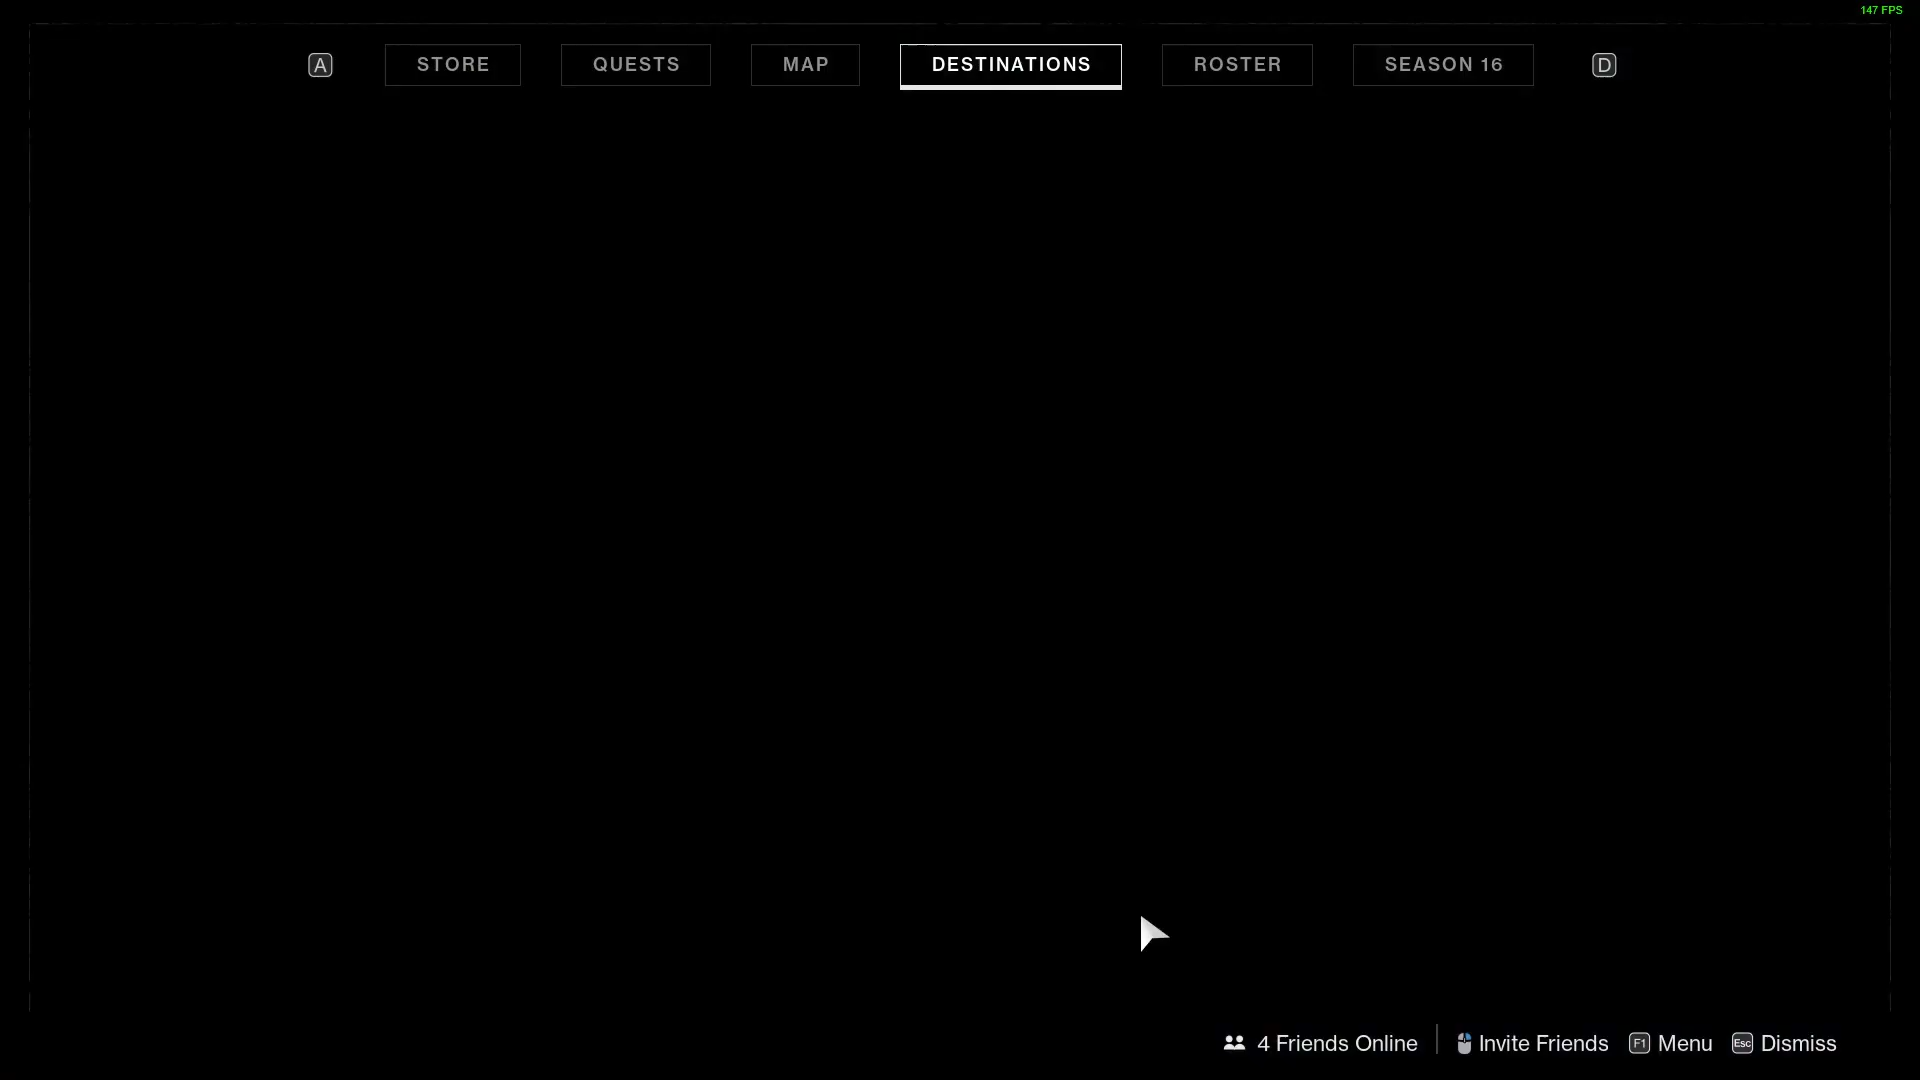 147 FPS
A STORE QUESTS MAP DESTINATIONS ROSTER SEASON 16 D
4 Friends Online Invite Friends F1 Menu Esc Dismiss